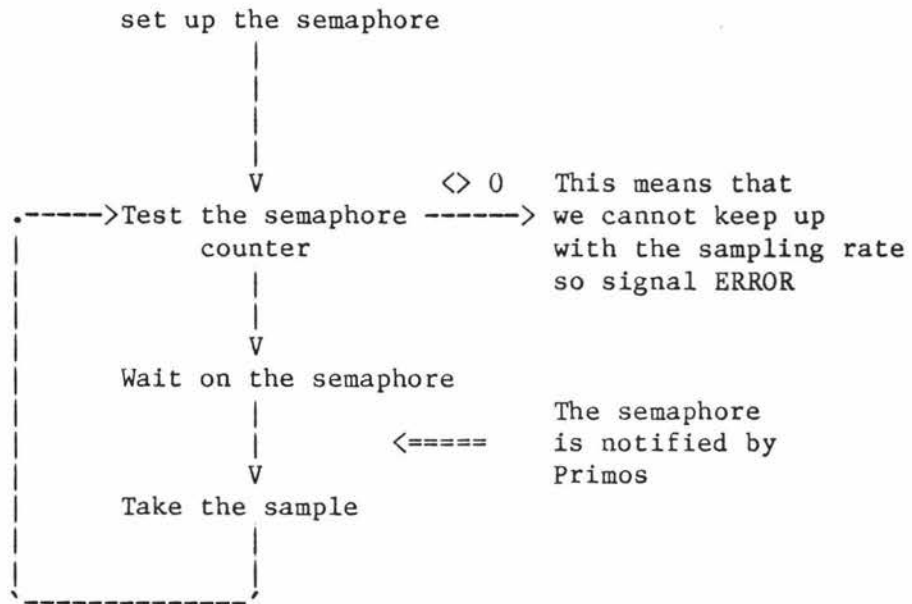 set up the semaphore
<> 0 This means that
Test the semaphore we cannot keep up
counter with the sampling rate
so signal ERROR
Wait on the semaphore
The semaphore
is notified by
Primos
Take the sample